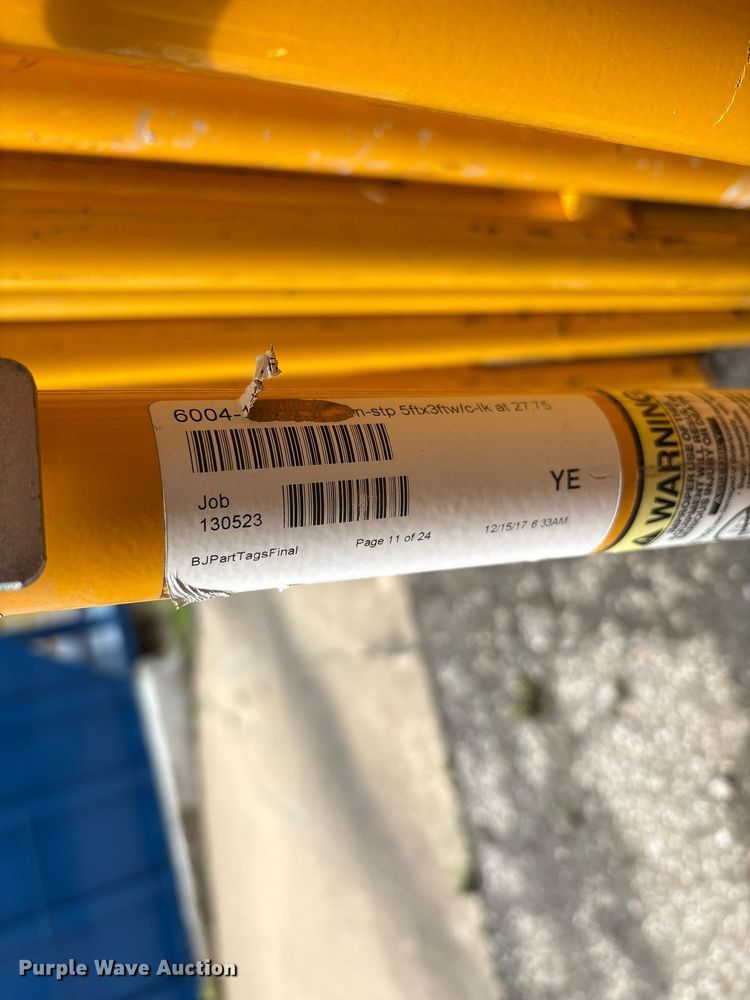 6004- n-stp 5ftx3ftw/c-lk at 27.75
Job
130523
YE
BJPartTagsFinal
Page 11 of 24
12/15/17 6:33AM
WARNING
Purple Wave Auction